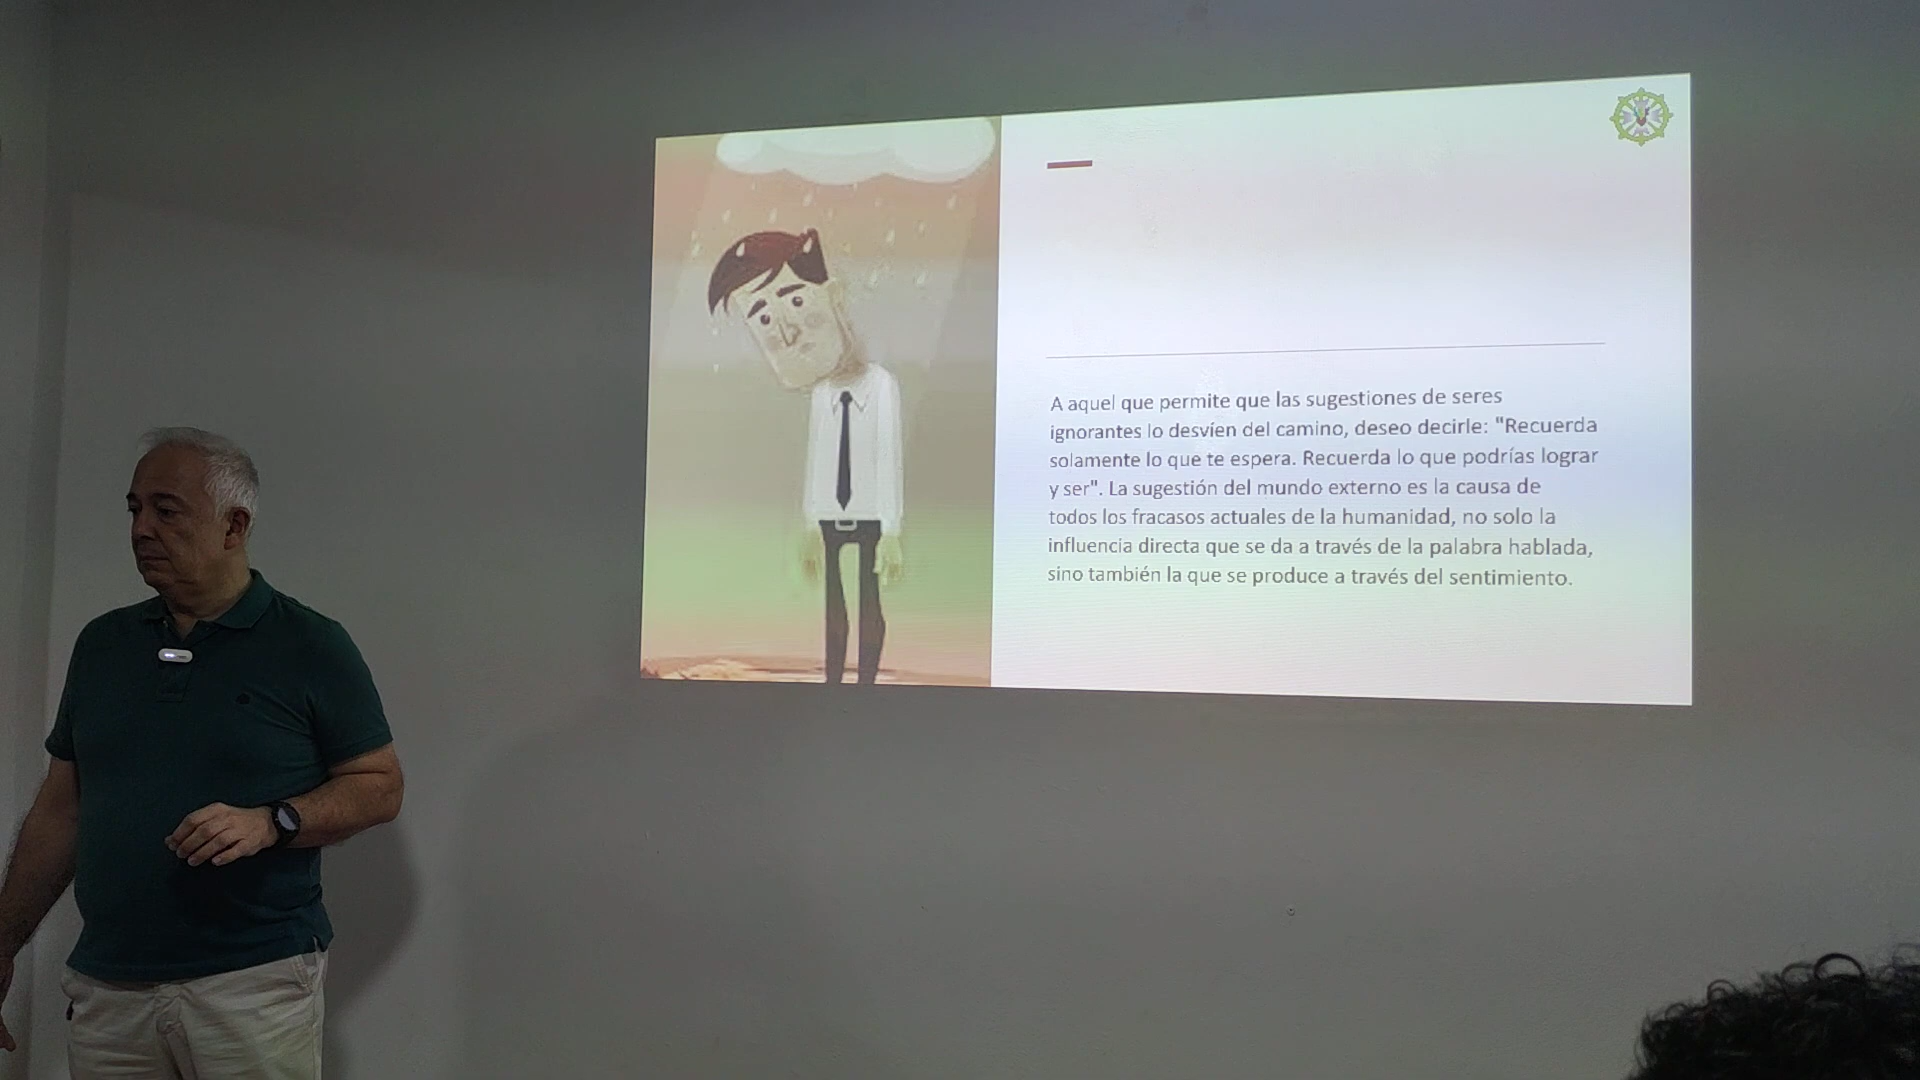 A aquel que permite que las sugestiones de seres
ignorantes lo desvíen del camino, deseo decirle: "Recuerda
solamente lo que te espera. Recuerda lo que podrías lograr
y ser". La sugestión del mundo externo es la causa de
todos los fracasos actuales de la humanidad, no solo la
influencia directa que se da a través de la palabra hablada,
sino también la que se produce a través del sentimiento.